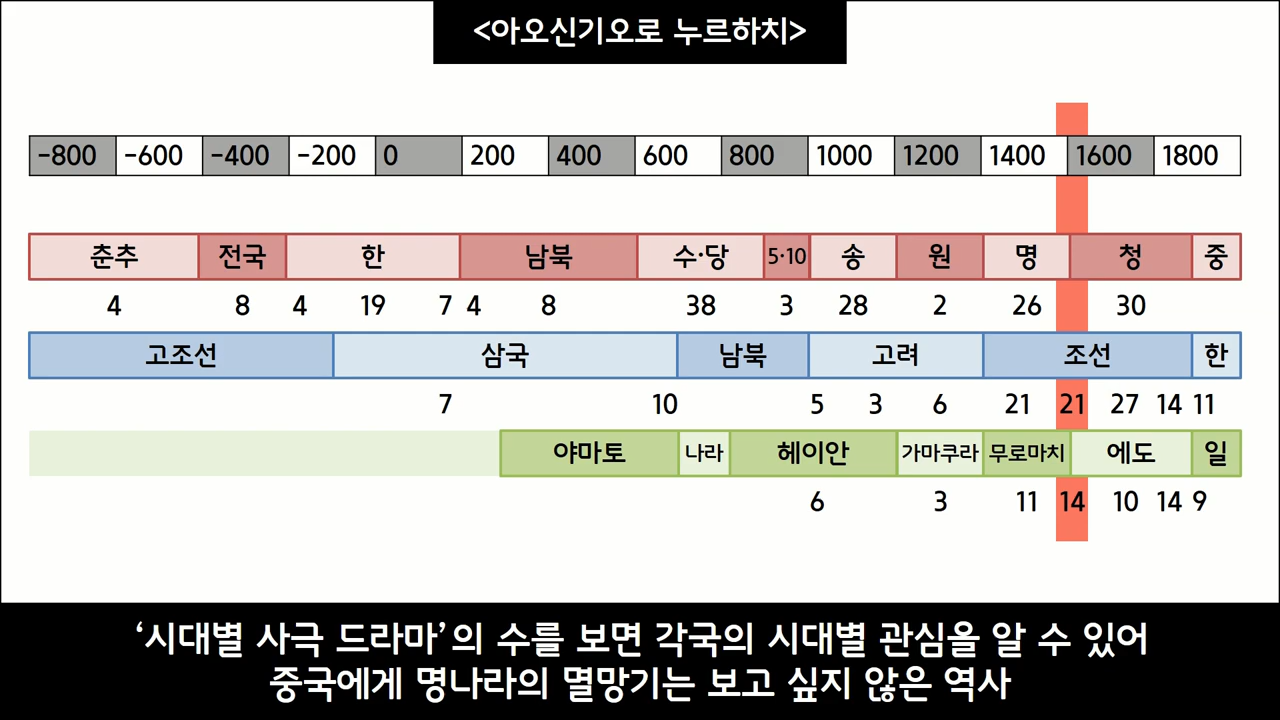 <아오신기오로 누르하치>
-800 -600 -400 -200 0 200 400 600 800 1000 1200 1400 1600 1800
춘추 전국 한 남북 수·당 5·10 송 원 명 청 중
4 8 4 19 7 4 8 38 3 28 2 26 30
고조선 삼국 남북 고려 조선 한
7 10 5 3 6 21 21 27 14 11
야마토 나라 헤이안 가마쿠라 무로마치 에도 일
6 3 11 14 10 14 9
‘시대별 사극 드라마’의 수를 보면 각국의 시대별 관심을 알 수 있어
중국에게 명나라의 멸망기는 보고 싶지 않은 역사